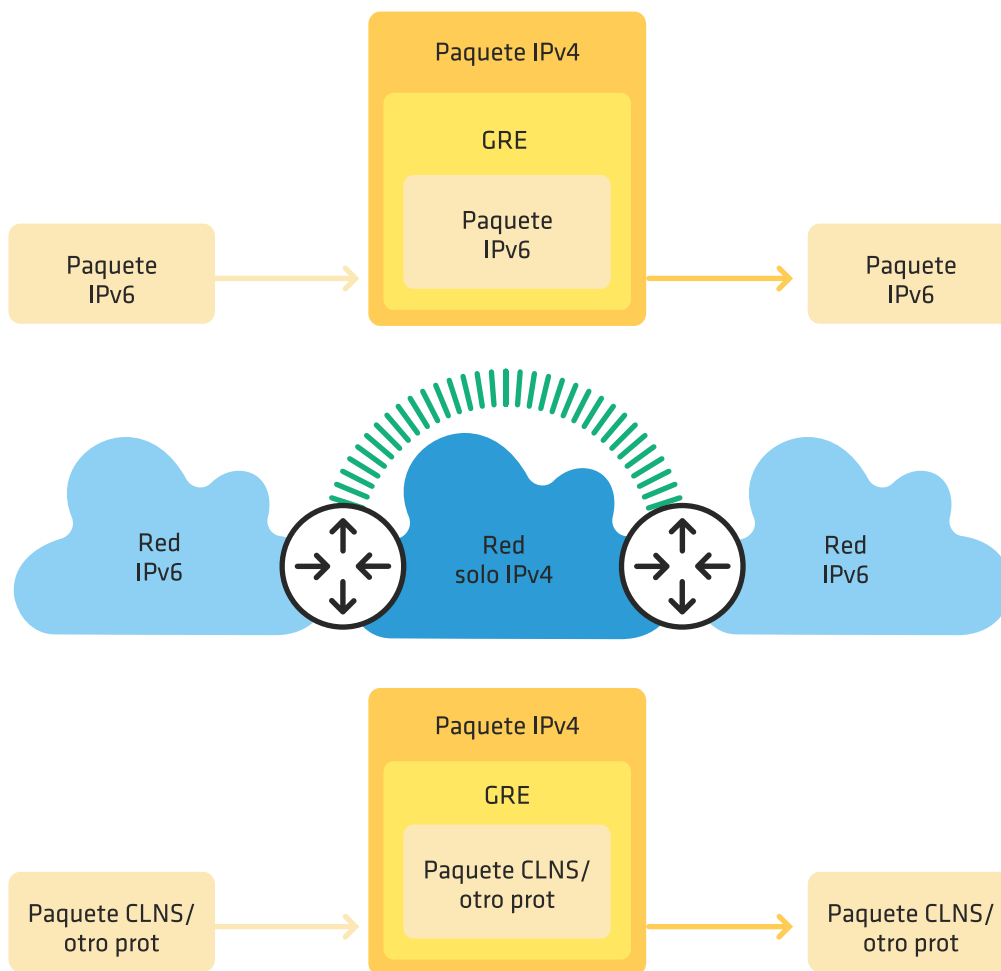 Paquete IPv4
GRE
Paquete
IPv6
Paquete
IPv6
Paquete
IPv6
Red
IPv6
Red
solo IPv4
Red
IPv6
Paquete IPv4
GRE
Paquete CLNS/
otro prot
Paquete CLNS/
otro prot
Paquete CLNS/
otro prot